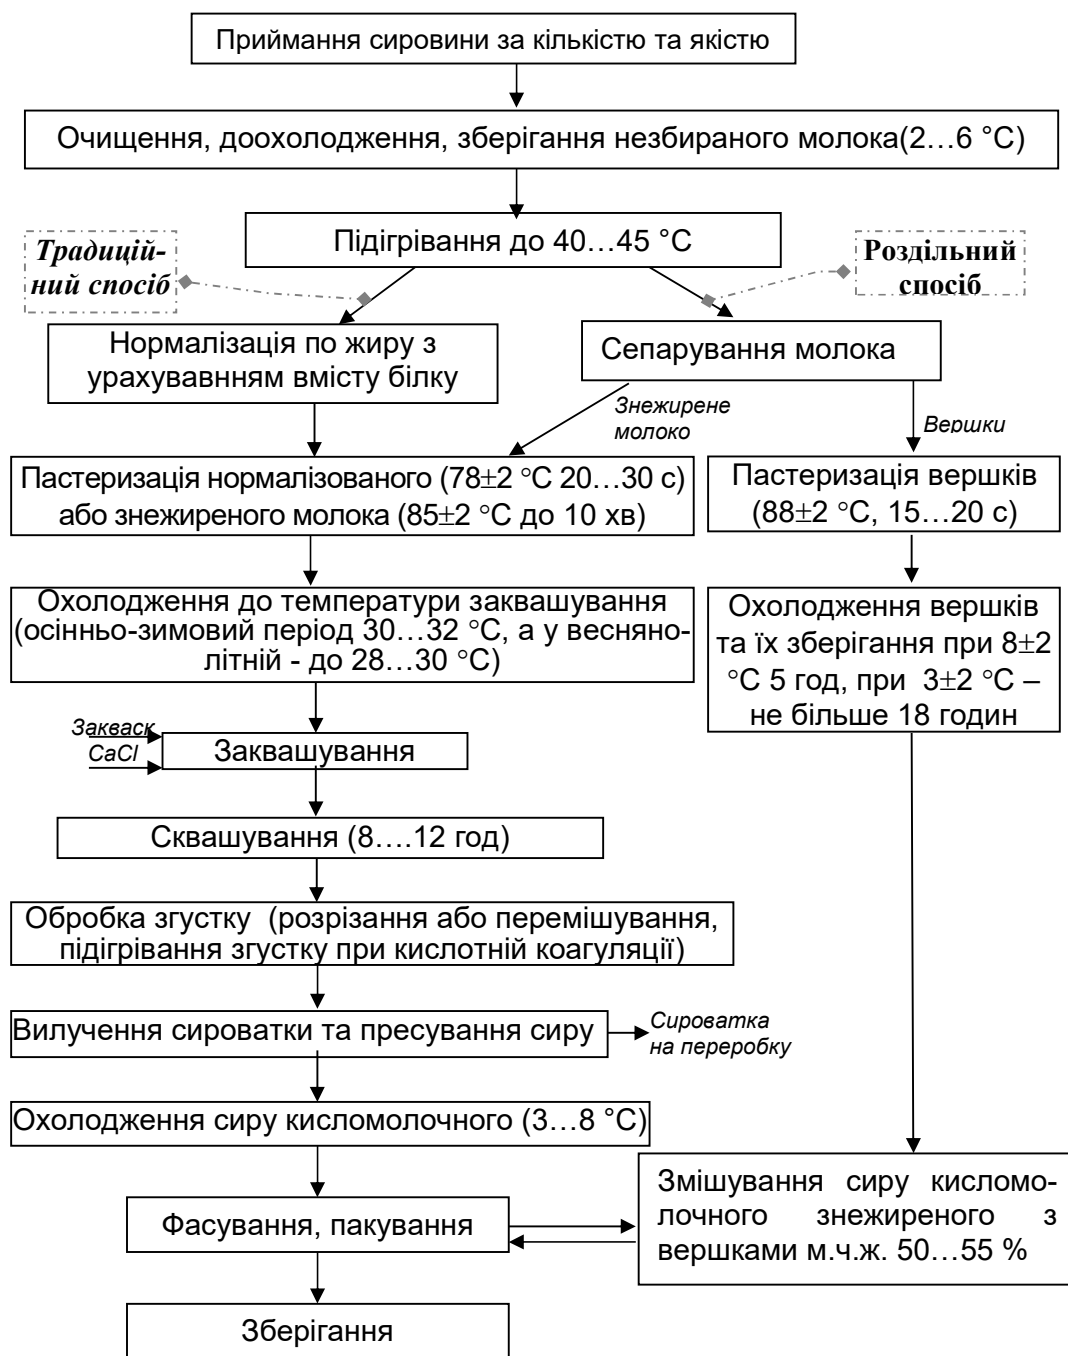 Приймання сировини за кількістю та якістю
Очищення, доохолодження, зберігання незбираного молока(2…6 °С)
Підігрівання до 40…45 °С
Традицій-
ний спосіб
Роздільний
спосіб
Нормалізація по жиру з
урахувавнням вмісту білку
Сепарування молока
Знежирене
молоко
Вершки
Пастеризація нормалізованого (78±2 °С 20…30 с)
або знежиреного молока (85±2 °С до 10 хв)
Пастеризація вершків
(88±2 °С, 15…20 с)
Охолодження до температури заквашування
(осінньо-зимовий період 30…32 °С, а у весняно-
літній - до 28…30 °С)
Охолодження вершків
та їх зберігання при 8±2
°С 5 год, при 3±2 °С –
не більше 18 годин
Закваск
CaCl
Заквашування
Сквашування (8….12 год)
Обробка згустку (розрізання або перемішування,
підігрівання згустку при кислотній коагуляції)
Вилучення сироватки та пресування сиру
Сироватка
на переробку
Охолодження сиру кисломолочного (3…8 °С)
Змішування сиру кисломо-
лочного знежиреного з
вершками м.ч.ж. 50…55 %
Фасування, пакування
Зберігання